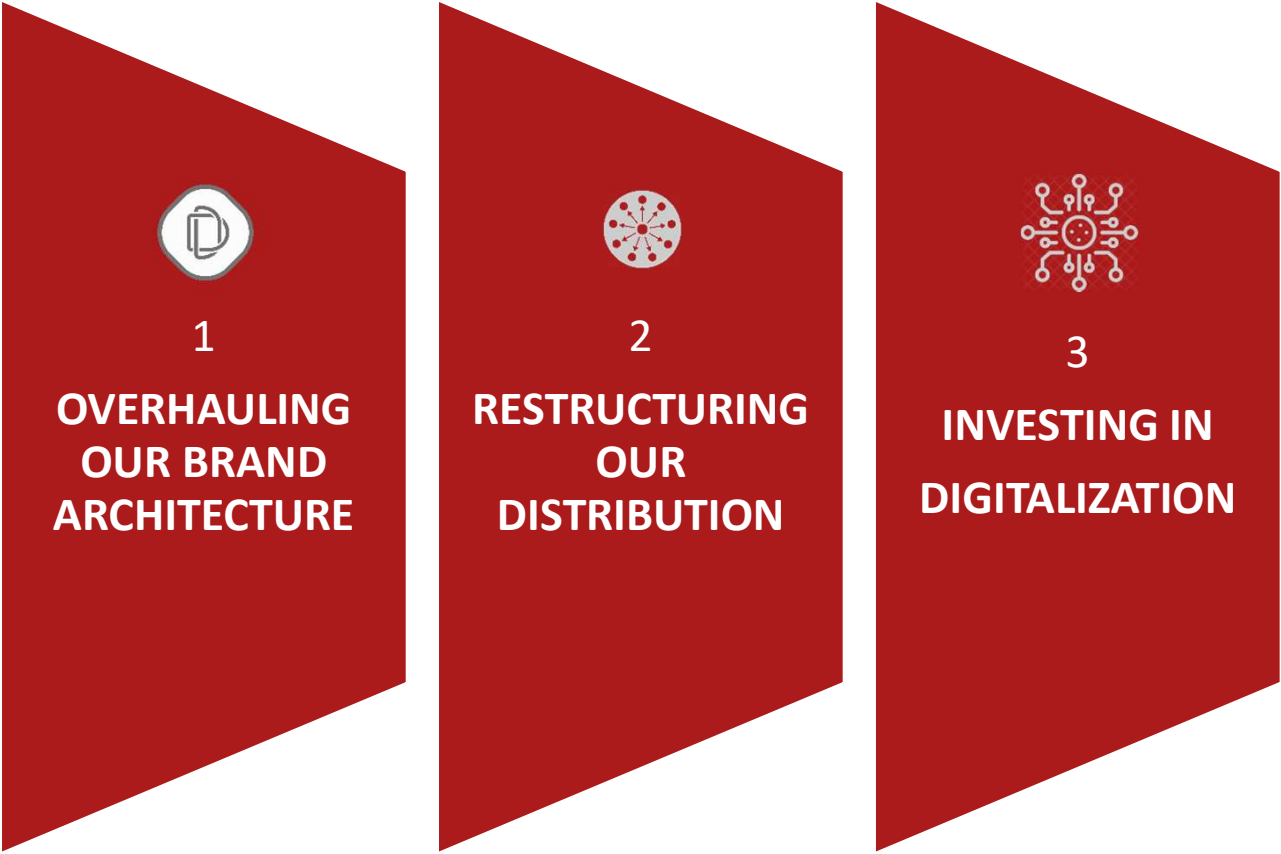 1
OVERHAULING
OUR BRAND
ARCHITECTURE
2
RESTRUCTURING
OUR
DISTRIBUTION
3
INVESTING IN
DIGITALIZATION